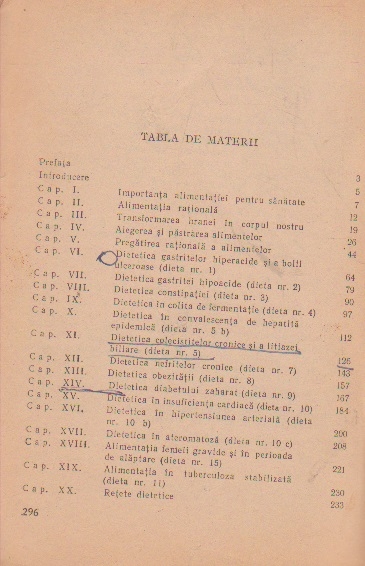 TABLA DE MATERII
Prefața 3
Introducere 5
Cap. I. Importanța alimentației pentru sănătate 7
Cap. II. Alimentația rațională 12
Cap. III. Transformarea hranei în corpul nostru 19
Cap. IV. Alegerea și păstrarea alimentelor 26
Cap. V. Pregătirea rațională a alimentelor 44
Cap. VI. Dietetica gastritelor hiperacide și a bolii
ulceroase (dieta nr. 1) 64
Cap. VII. Dietetica gastritei hipoacide (dieta nr. 2) 79
Cap. VIII. Dietetica constipației (dieta nr. 3) 90
Cap. IX. Dietetica în colita de fermentație (dieta nr. 4) 97
Cap. X. Dietetica în convalescența de hepatită
epidemică (dieta nr. 5 b) 112
Cap. XI. Dietetica colecistitelor cronice și a litiazei
biliare (dieta nr. 5) 126
Cap. XII. Dietetica nefritelor cronice (dieta nr. 7) 143
Cap. XIII. Dietetica obezității (dieta nr. 8) 157
Cap. XIV. Dietetica diabetului zaharat (dieta nr. 9) 167
Cap. XV. Dietetica în insuficiența cardiacă (dieta nr. 10) 184
Cap. XVI. Dietetica în hipertensiunea arterială (dieta
nr. 10 b) 200
Cap. XVII. Dietetica în ateromatoză (dieta nr. 10 c) 208
Cap. XVIII. Alimentația femeii gravide și în perioada
de alăptare (dieta nr. 15) 221
Cap. XIX. Alimentația în tuberculoza stabilizată
(dieta nr. 11) 230
Cap. XX. Rețete dietetice 233
296